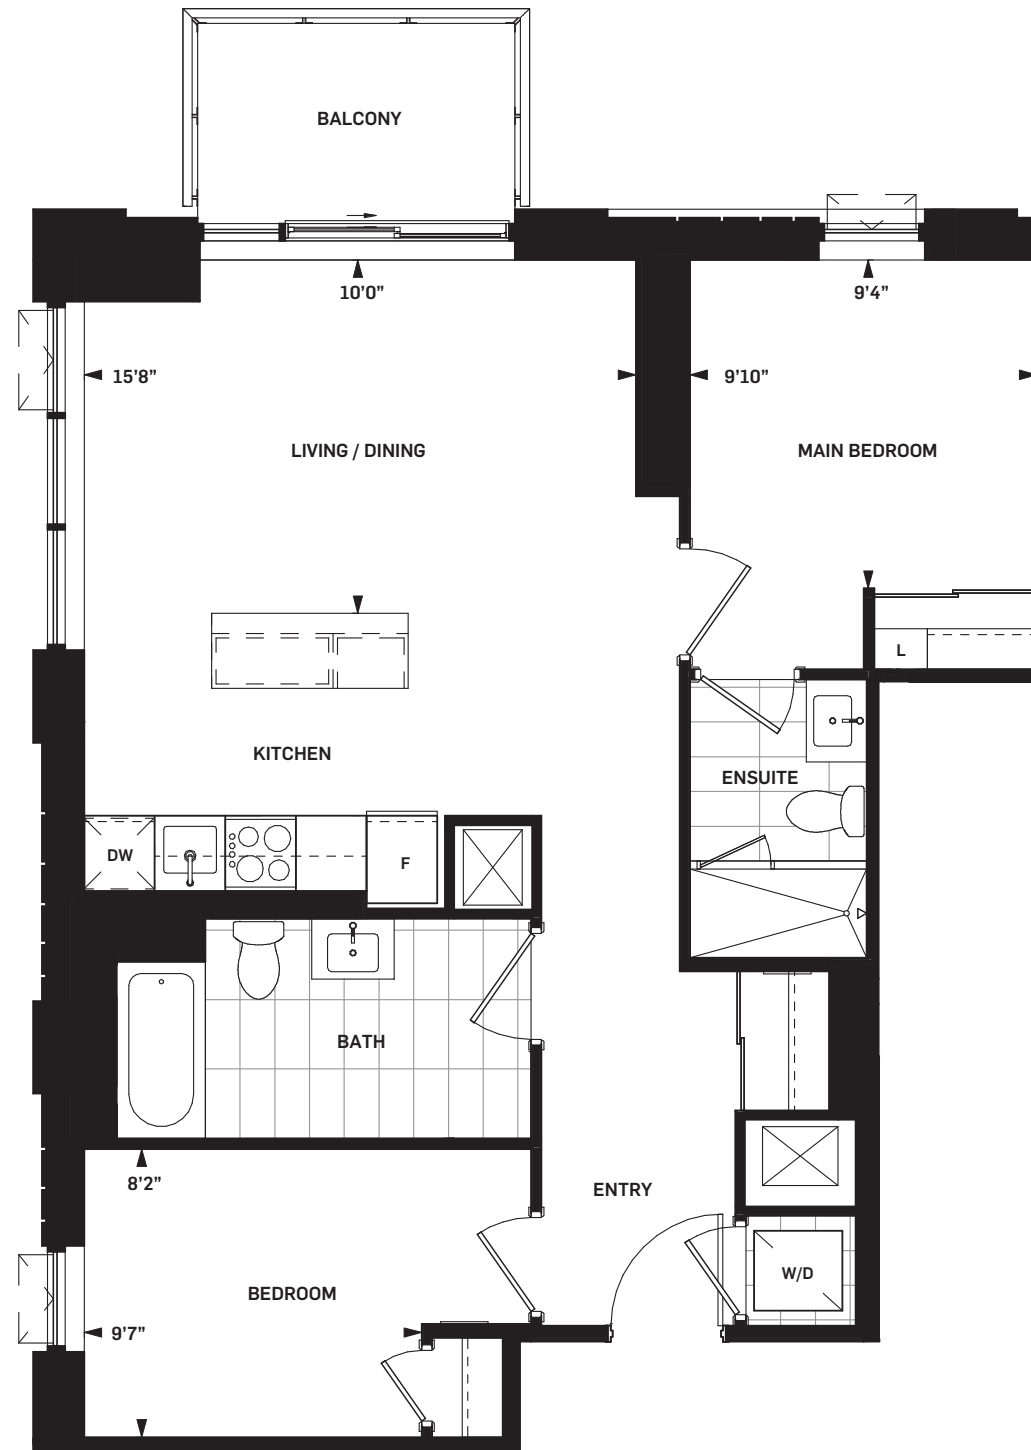 BALCONY
10'0”
9'4”
15'8”
9'10”
LIVING / DINING
MAIN BEDROOM
L
KITCHEN
ENSUITE
DW
F
BATH
8'2”
ENTRY
W/D
BEDROOM
9'7”